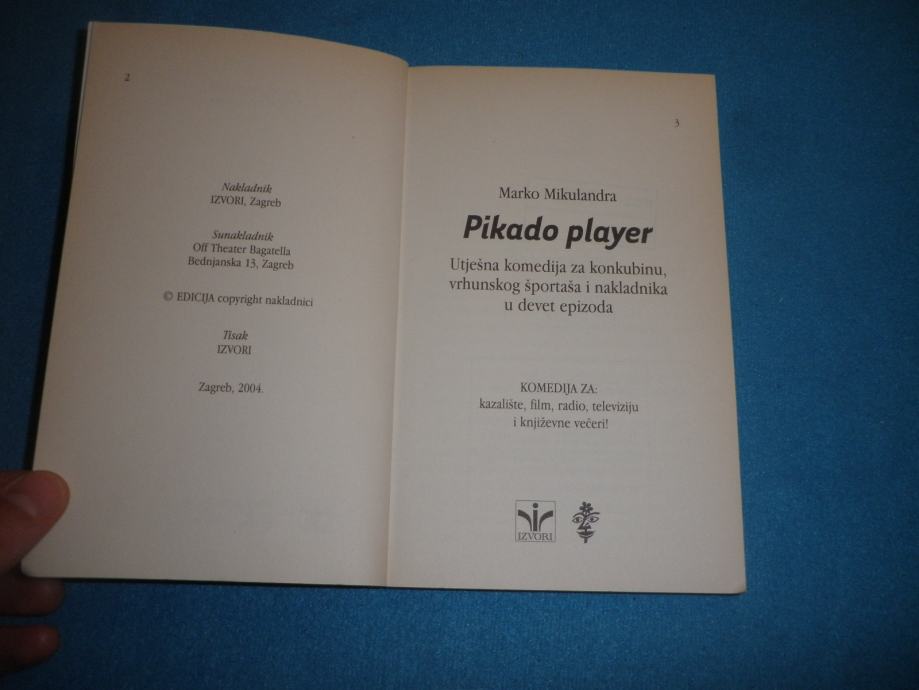 2
Nakladnik
IZVORI, Zagreb
Sunakladnik
Off Theater Bagatella
Bednjanska 13, Zagreb
© EDICIJA copyright nakladnici
Tisak
IZVORI
Zagreb, 2004.
3
Marko Mikulandra
Pikado player
Utješna komedija za konkubinu,
vrhunskog športaša i nakladnika
u devet epizoda
KOMEDIJA ZA:
kazalište, film, radio, televiziju
i književne večeri!
IZVORI